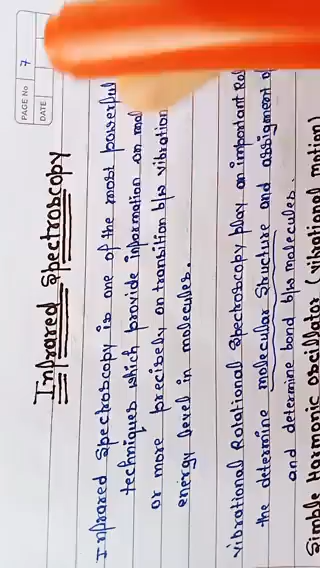 PAGE No 7
DATE
Infrared Spectroscopy
Infrared Spectroscopy is one of the most powerful
techniques which provide information on mol
or more precisely on transition b/w vibration
energy level in molecules.
Vibrational Rotational Spectroscopy play an important Rol
the determine molecular structure and assignment o
and determine bond b/w molecules.
Simble Harmonic oscillator (vibrational motion)